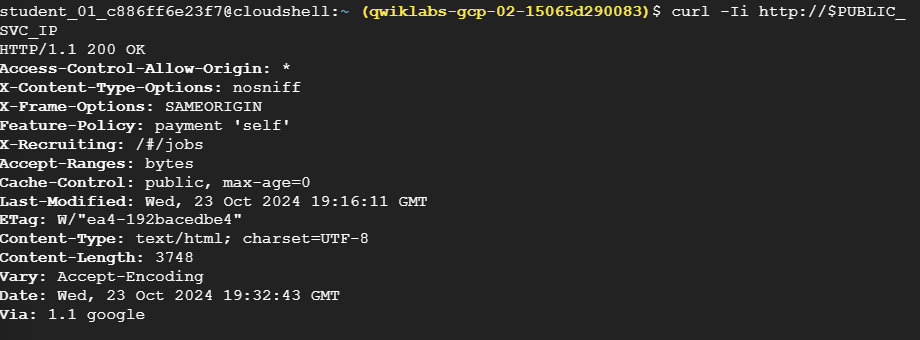 student_01_c886ff6e23f7@cloudshell:~ (qwiklabs-gcp-02-15065d290083)$ curl -Ii http://$PUBLIC_
SVC_IP
HTTP/1.1 200 OK
Access-Control-Allow-Origin: *
X-Content-Type-Options: nosniff
X-Frame-Options: SAMEORIGIN
Feature-Policy: payment 'self'
X-Recruiting: /#/jobs
Accept-Ranges: bytes
Cache-Control: public, max-age=0
Last-Modified: Wed, 23 Oct 2024 19:16:11 GMT
ETag: W/"ea4-192bacedbe4"
Content-Type: text/html; charset=UTF-8
Content-Length: 3748
Vary: Accept-Encoding
Date: Wed, 23 Oct 2024 19:32:43 GMT
Via: 1.1 google